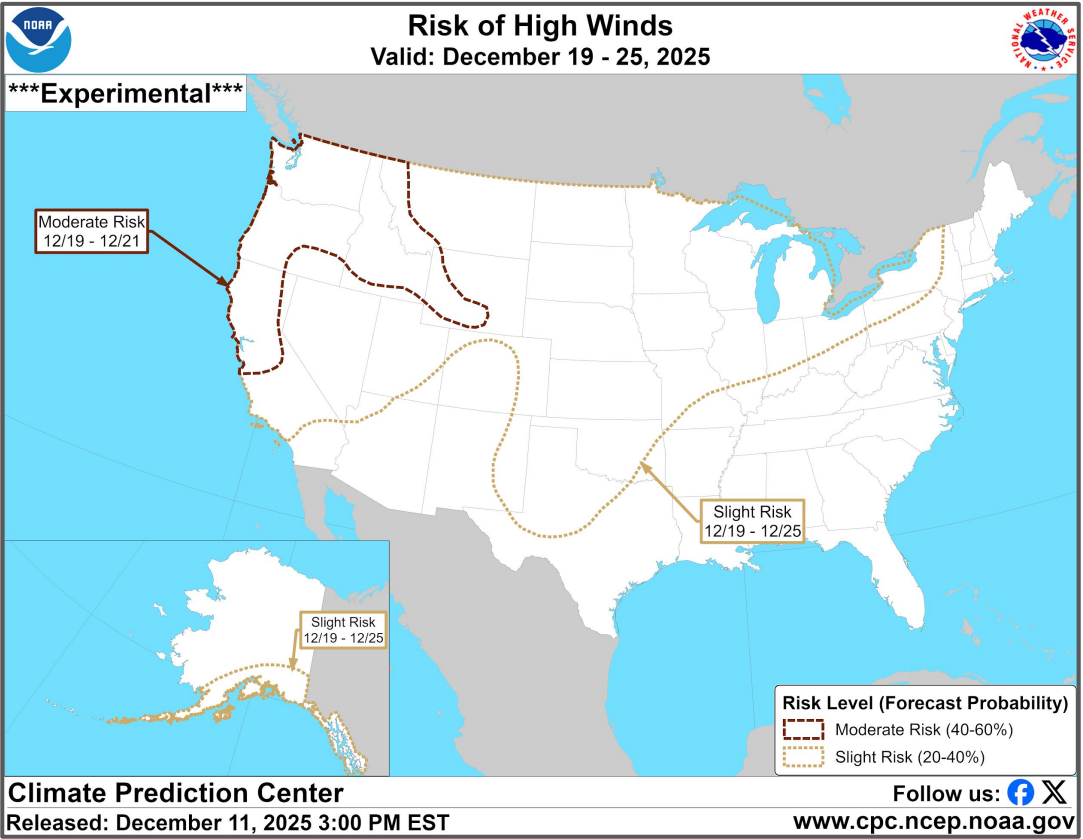 NOAA
Risk of High Winds
Valid: December 19 - 25, 2025
NATIONAL WEATHER SERVICE
***Experimental***
Moderate Risk
12/19 - 12/21
Slight Risk
12/19 - 12/25
Slight Risk
12/19 - 12/25
Risk Level (Forecast Probability)
Moderate Risk (40-60%)
Slight Risk (20-40%)
Climate Prediction Center
Follow us:
Released: December 11, 2025 3:00 PM EST
www.cpc.ncep.noaa.gov